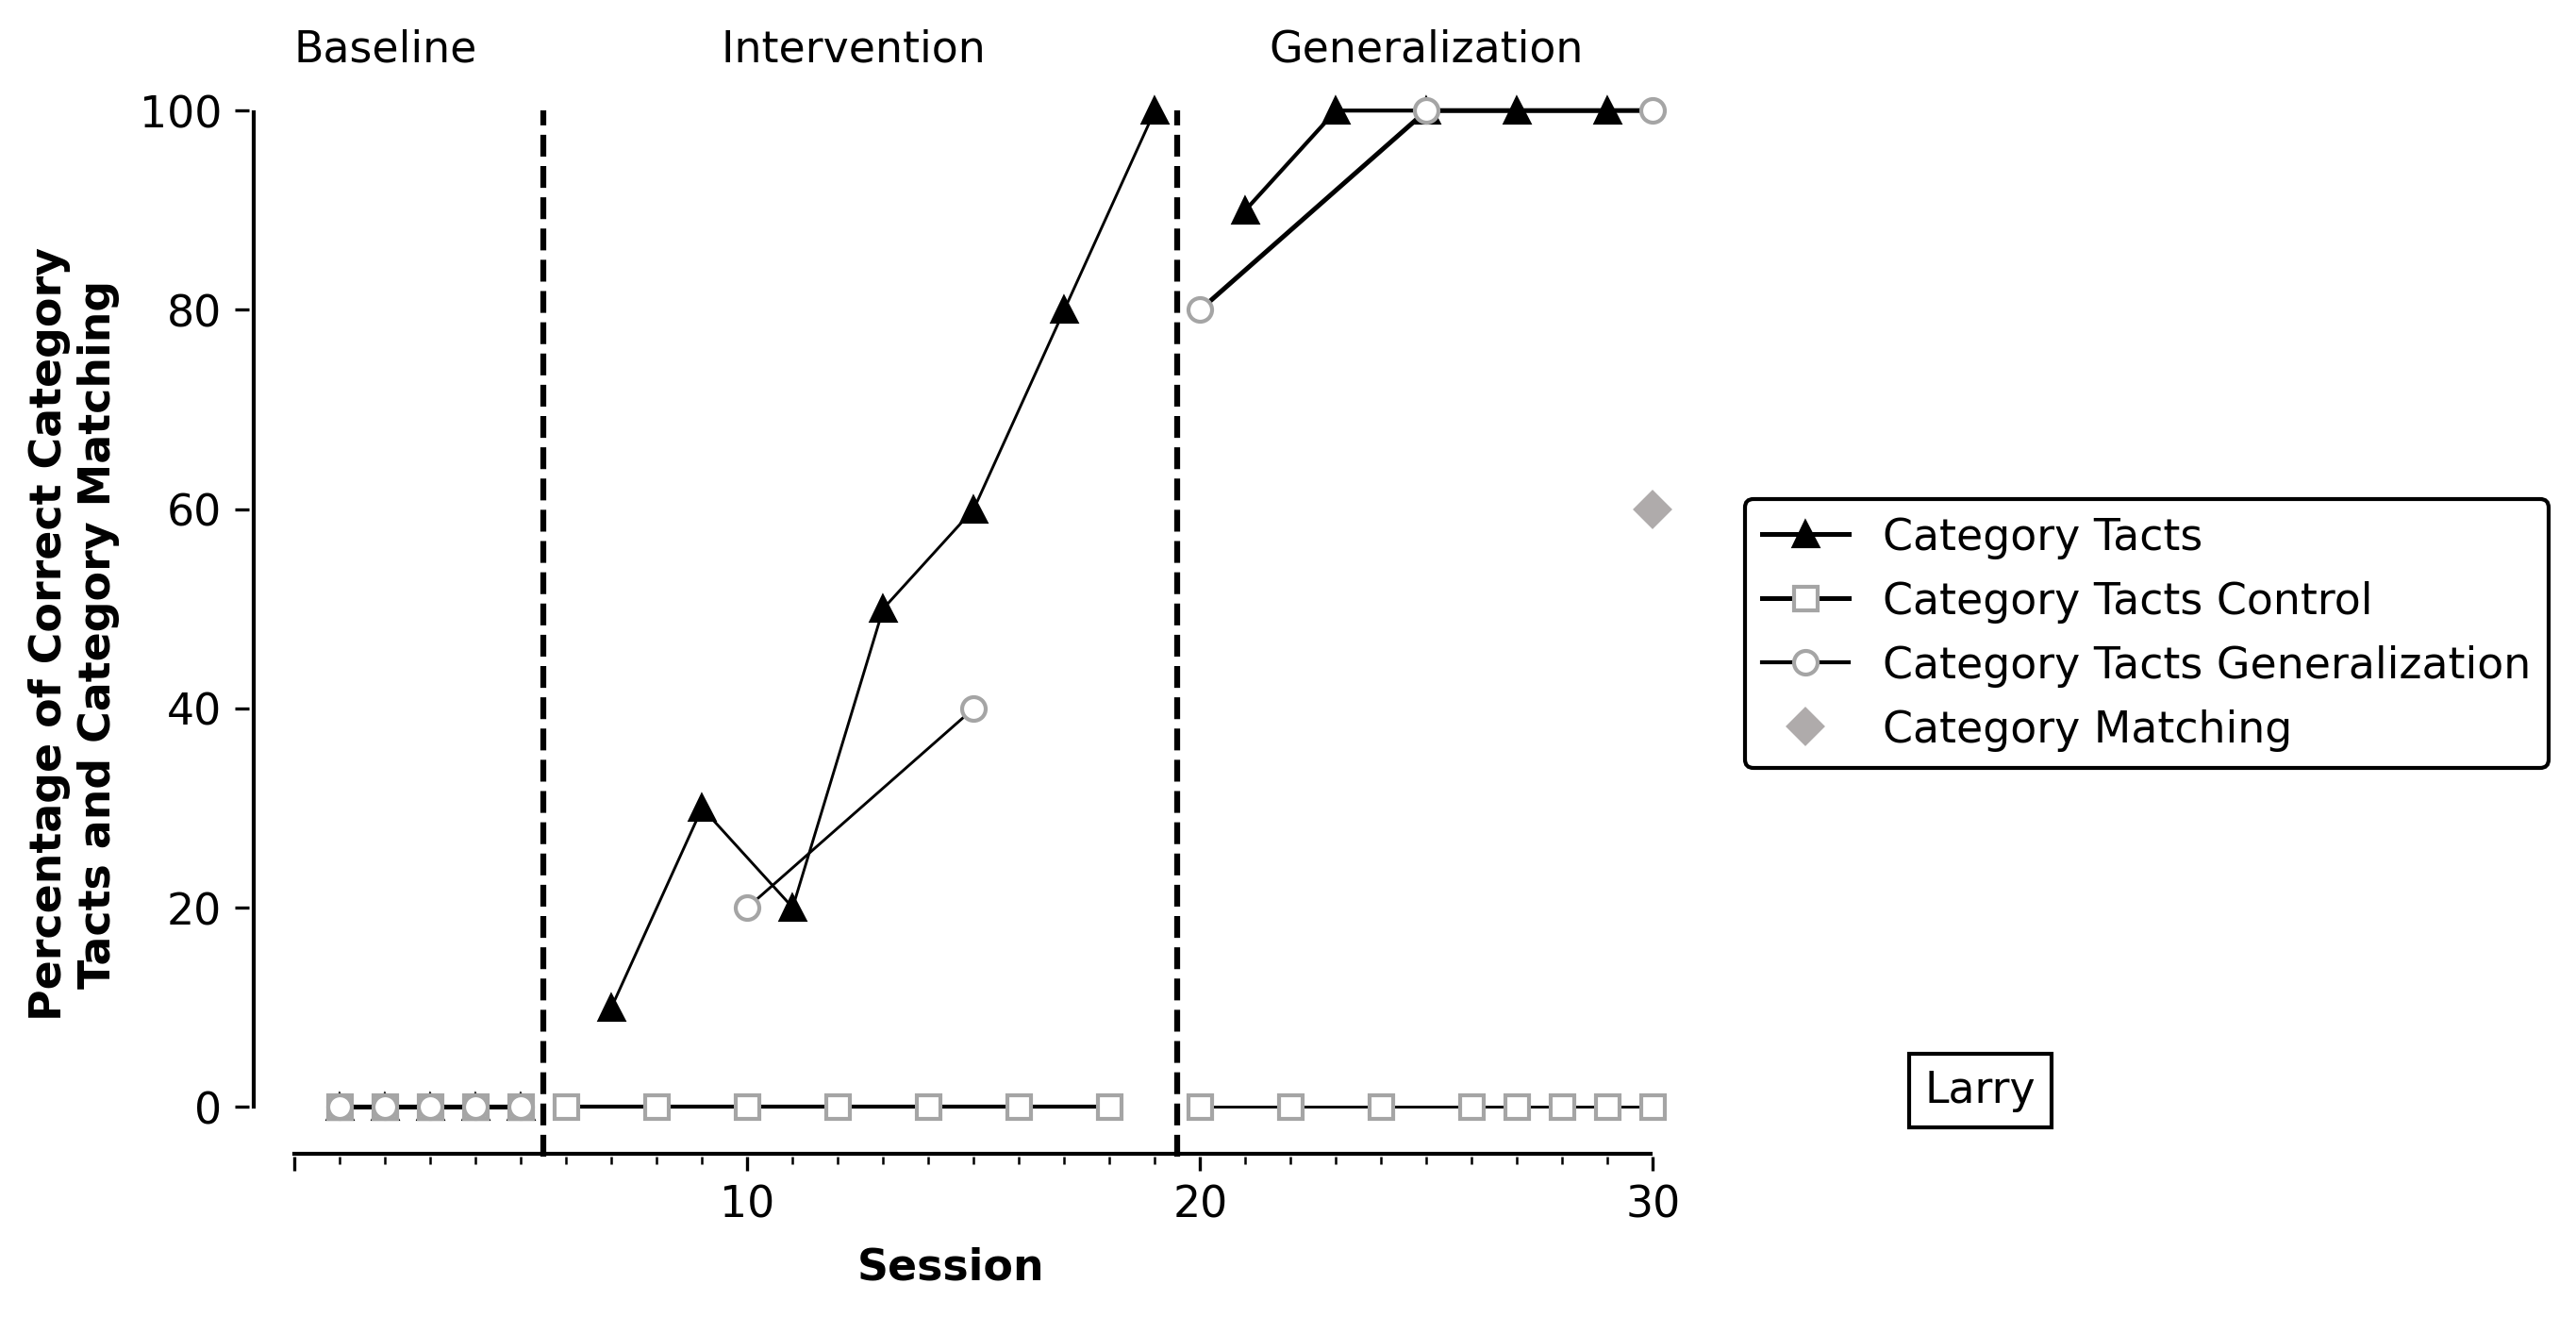 Baseline
Intervention
Generalization
100
80
60
40
20
0
Percentage of Correct Category
Tacts and Category Matching
10
20
30
Session
Category Tacts
Category Tacts Control
Category Tacts Generalization
Category Matching
Larry